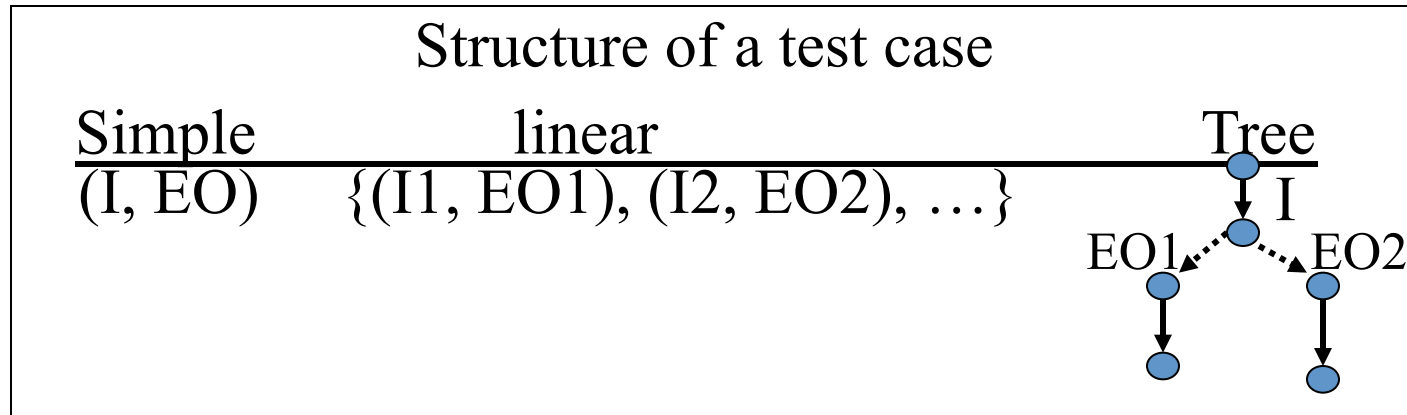 Structure of a test case
Simple linear Tree
(I, EO) {(I1, EO1), (I2, EO2), …} I
EO1 EO2